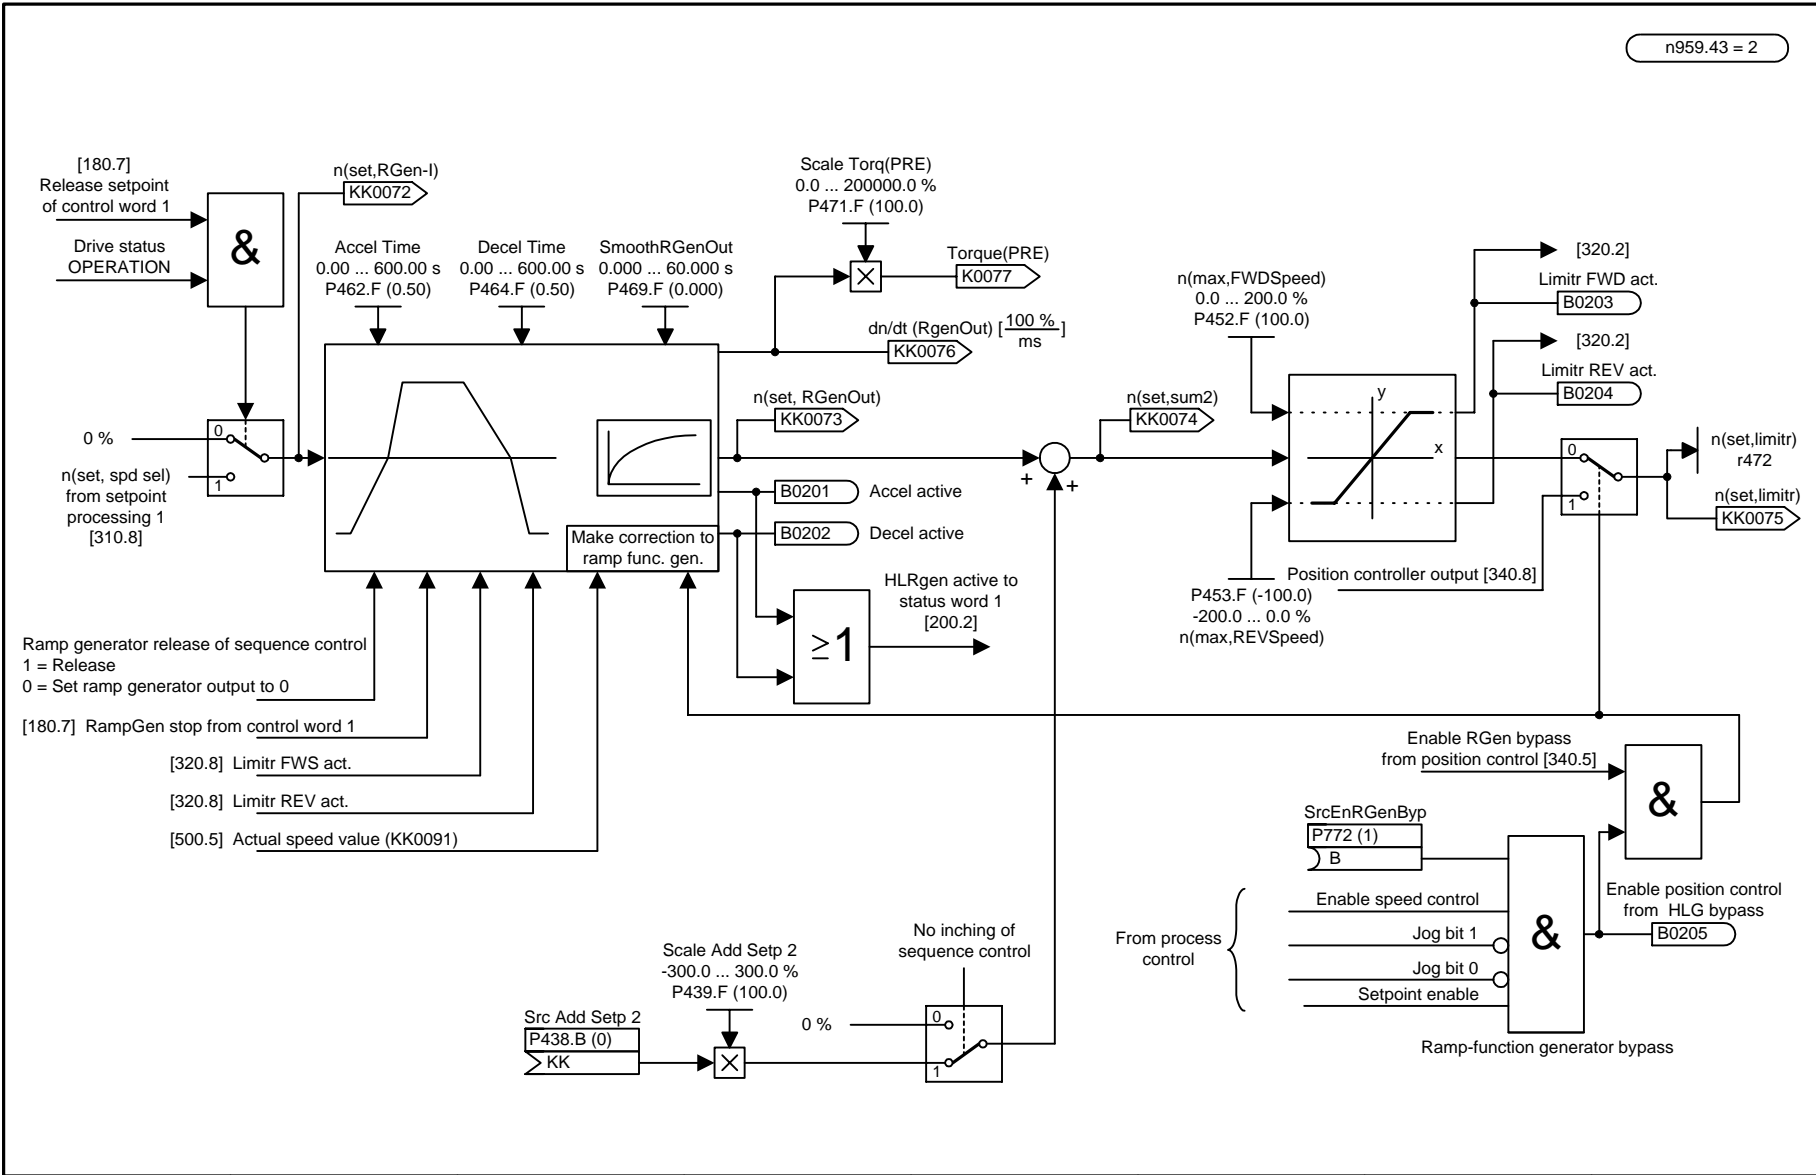 n959.43 = 2
[180.7]
Release setpoint
of control word 1
Drive status
OPERATION
&
n(set,RGen-I)
KK0072
Accel Time
0.00 ... 600.00 s
P462.F (0.50)
Decel Time
0.00 ... 600.00 s
P464.F (0.50)
SmoothRGenOut
0.000 ... 60.000 s
P469.F (0.000)
Scale Torq(PRE)
0.0 ... 200000.0 %
P471.F (100.0)
Torque(PRE)
K0077
dn/dt (RgenOut) [100 %
ms]
KK0076
n(max,FWDSpeed)
0.0 ... 200.0 %
P452.F (100.0)
[320.2]
Limitr FWD act.
B0203
[320.2]
Limitr REV act.
B0204
0 %
0
1
n(set, spd sel)
from setpoint
processing 1
[310.8]
n(set, RGenOut)
KK0073
B0201 Accel active
B0202 Decel active
Make correction to
ramp func. gen.
+
+
n(set,sum2)
KK0074
y
x
0
1
n(set,limitr)
r472
n(set,limitr)
KK0075
P453.F (-100.0)
-200.0 ... 0.0 %
n(max,REVSpeed)
Position controller output [340.8]
HLRgen active to
status word 1
[200.2]
≥1
Ramp generator release of sequence control
1 = Release
0 = Set ramp generator output to 0
[180.7] RampGen stop from control word 1
[320.8] Limitr FWS act.
[320.8] Limitr REV act.
[500.5] Actual speed value (KK0091)
Enable RGen bypass
from position control [340.5]
&
SrcEnRGenByp
P772 (1)
B
From process
control
Enable speed control
Jog bit 1
Jog bit 0
Setpoint enable
&
Enable position control
from HLG bypass
B0205
Ramp-function generator bypass
No inching of
sequence control
Scale Add Setp 2
-300.0 ... 300.0 %
P439.F (100.0)
Src Add Setp 2
P438.B (0)
KK
0 %
0
1